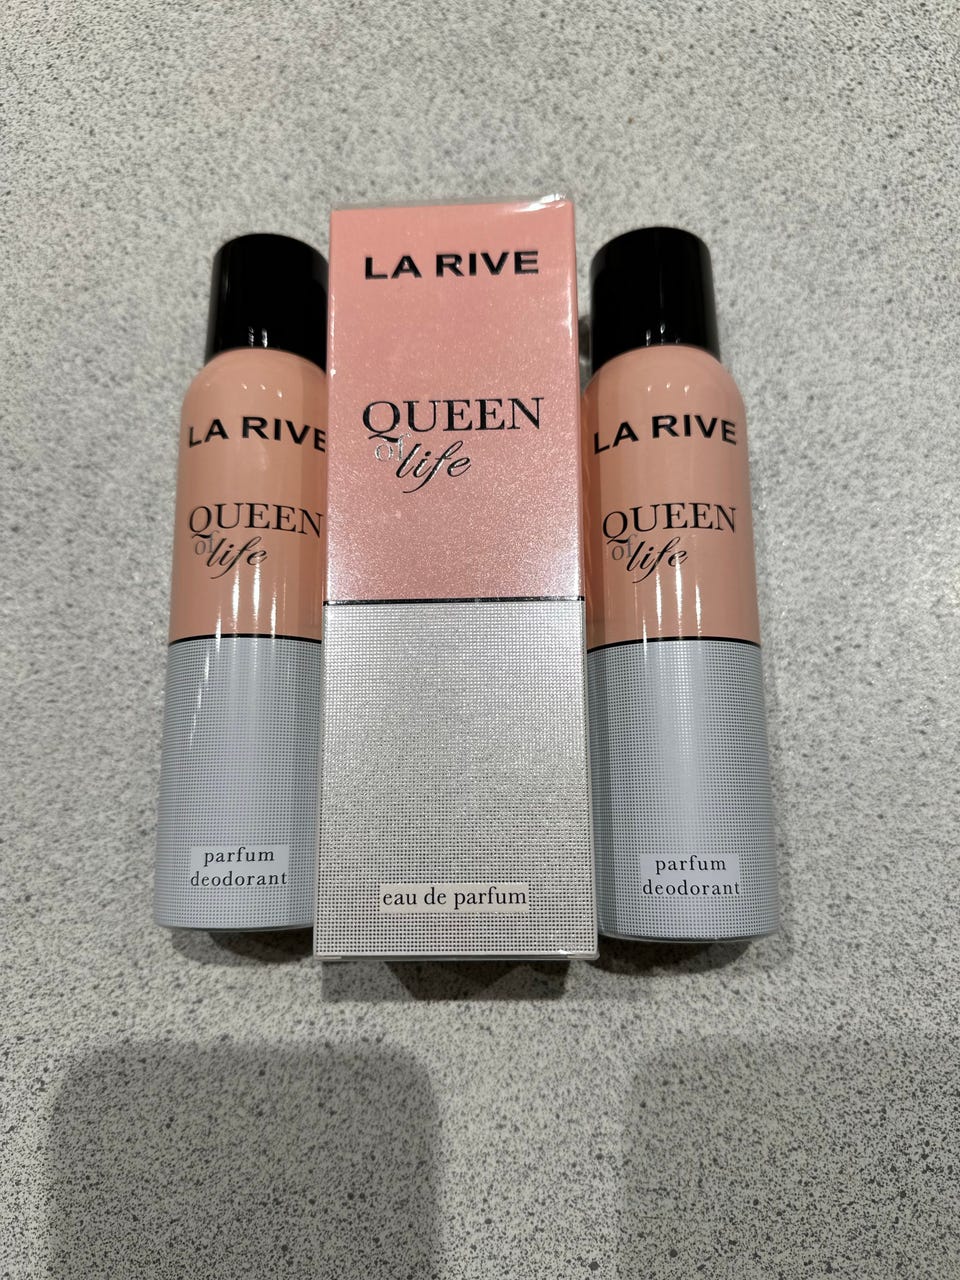 LA RIVE
QUEEN
of life
parfum
deodorant
LA RIVE
QUEEN
of life
eau de parfum
LA RIVE
QUEEN
of life
parfum
deodorant